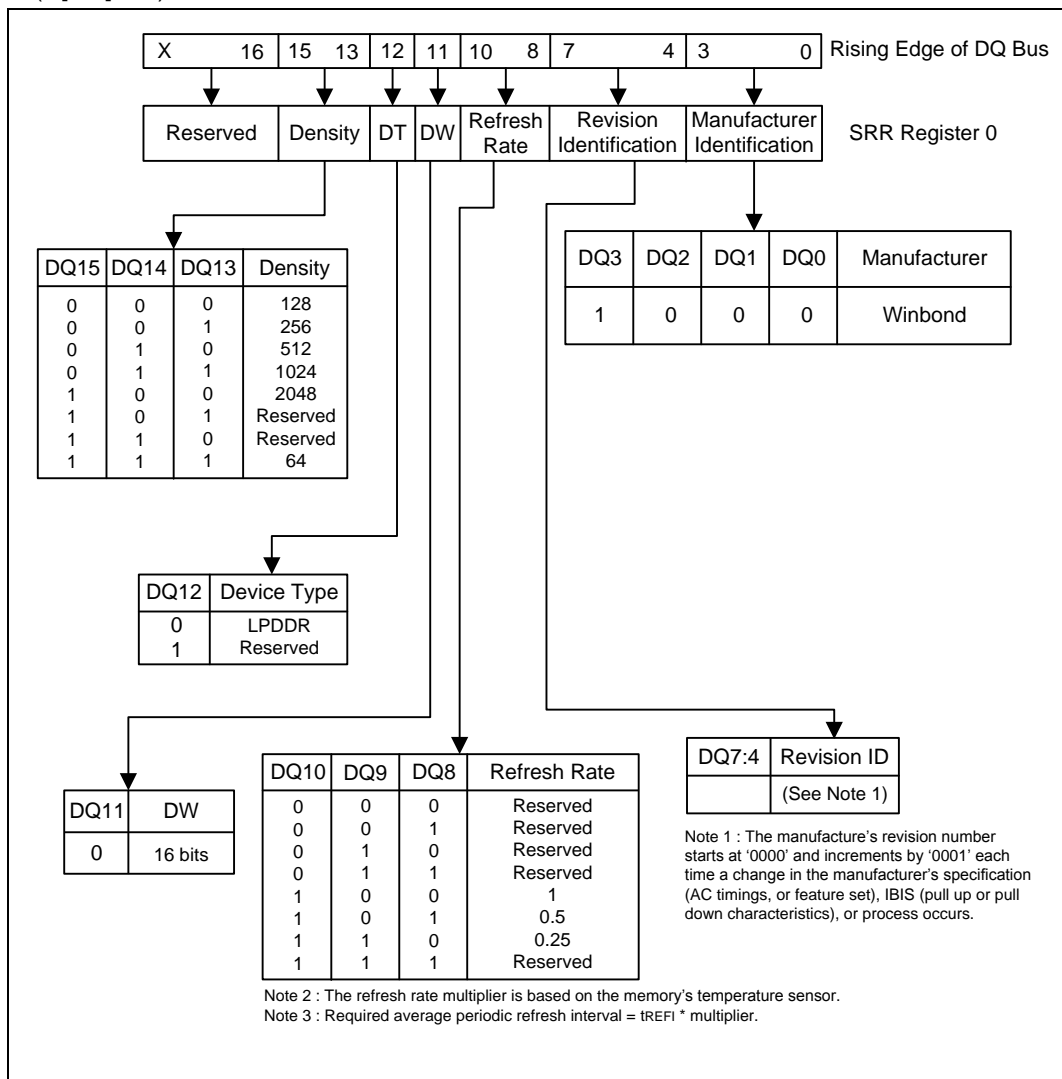 X 16 15 13 12 11 10 8 7 4 3 0 Rising Edge of DQ Bus
Reserved Density DT DW Refresh Rate Revision Identification Manufacturer Identification SRR Register 0
DQ15 DQ14 DQ13 Density
0 0 0 128
0 0 1 256
0 1 0 512
0 1 1 1024
1 0 0 2048
1 0 1 Reserved
1 1 0 Reserved
1 1 1 64
DQ3 DQ2 DQ1 DQ0 Manufacturer
1 0 0 0 Winbond
DQ12 Device Type
0 LPDDR
1 Reserved
DQ11 DW
0 16 bits
DQ10 DQ9 DQ8 Refresh Rate
0 0 0 Reserved
0 0 1 Reserved
0 1 0 Reserved
0 1 1 Reserved
1 0 0 1
1 0 1 0.5
1 1 0 0.25
1 1 1 Reserved
DQ7:4 Revision ID
(See Note 1)
Note 1 : The manufacture's revision number
starts at '0000' and increments by '0001' each
time a change in the manufacturer's specification
(AC timings, or feature set), IBIS (pull up or pull
down characteristics), or process occurs.
Note 2 : The refresh rate multiplier is based on the memory's temperature sensor.
Note 3 : Required average periodic refresh interval = tREFI * multiplier.